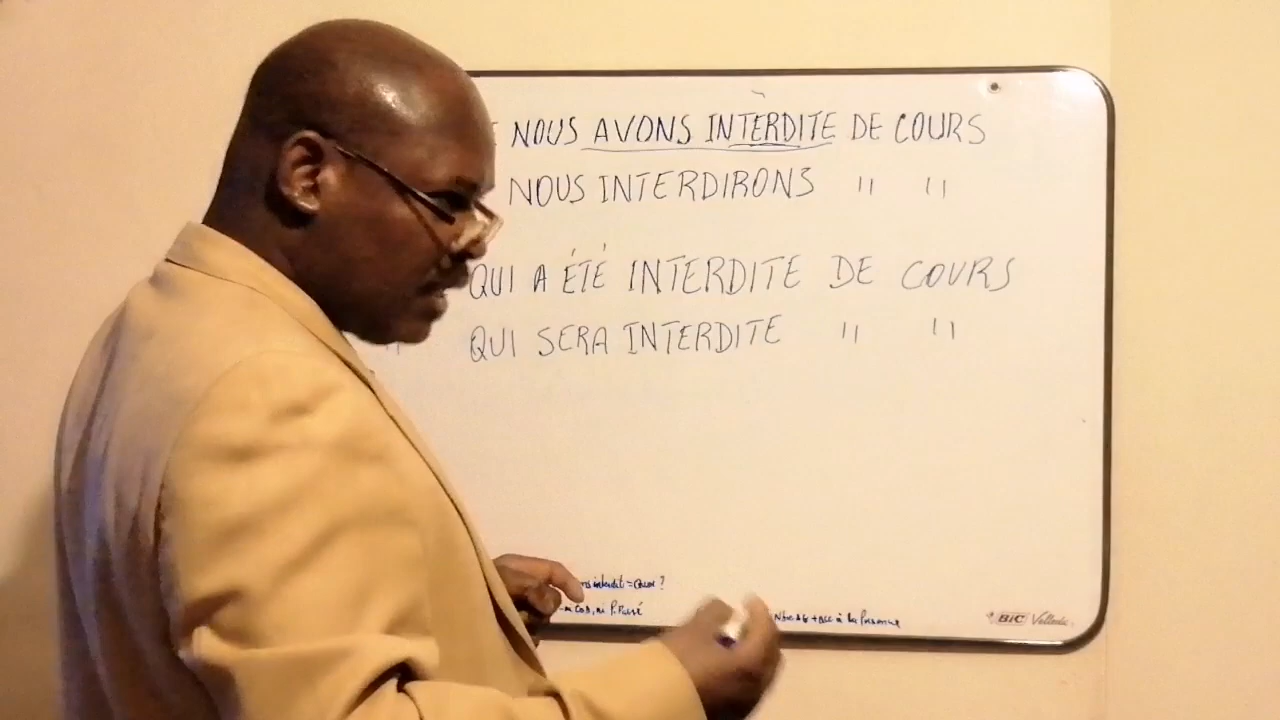 NOUS AVONS INTERDITE DE COURS
NOUS INTERDIRONS " "
QUI A ÉTÉ INTERDITE DE COURS
" QUI SERA INTERDITE " "
BIC Velleda